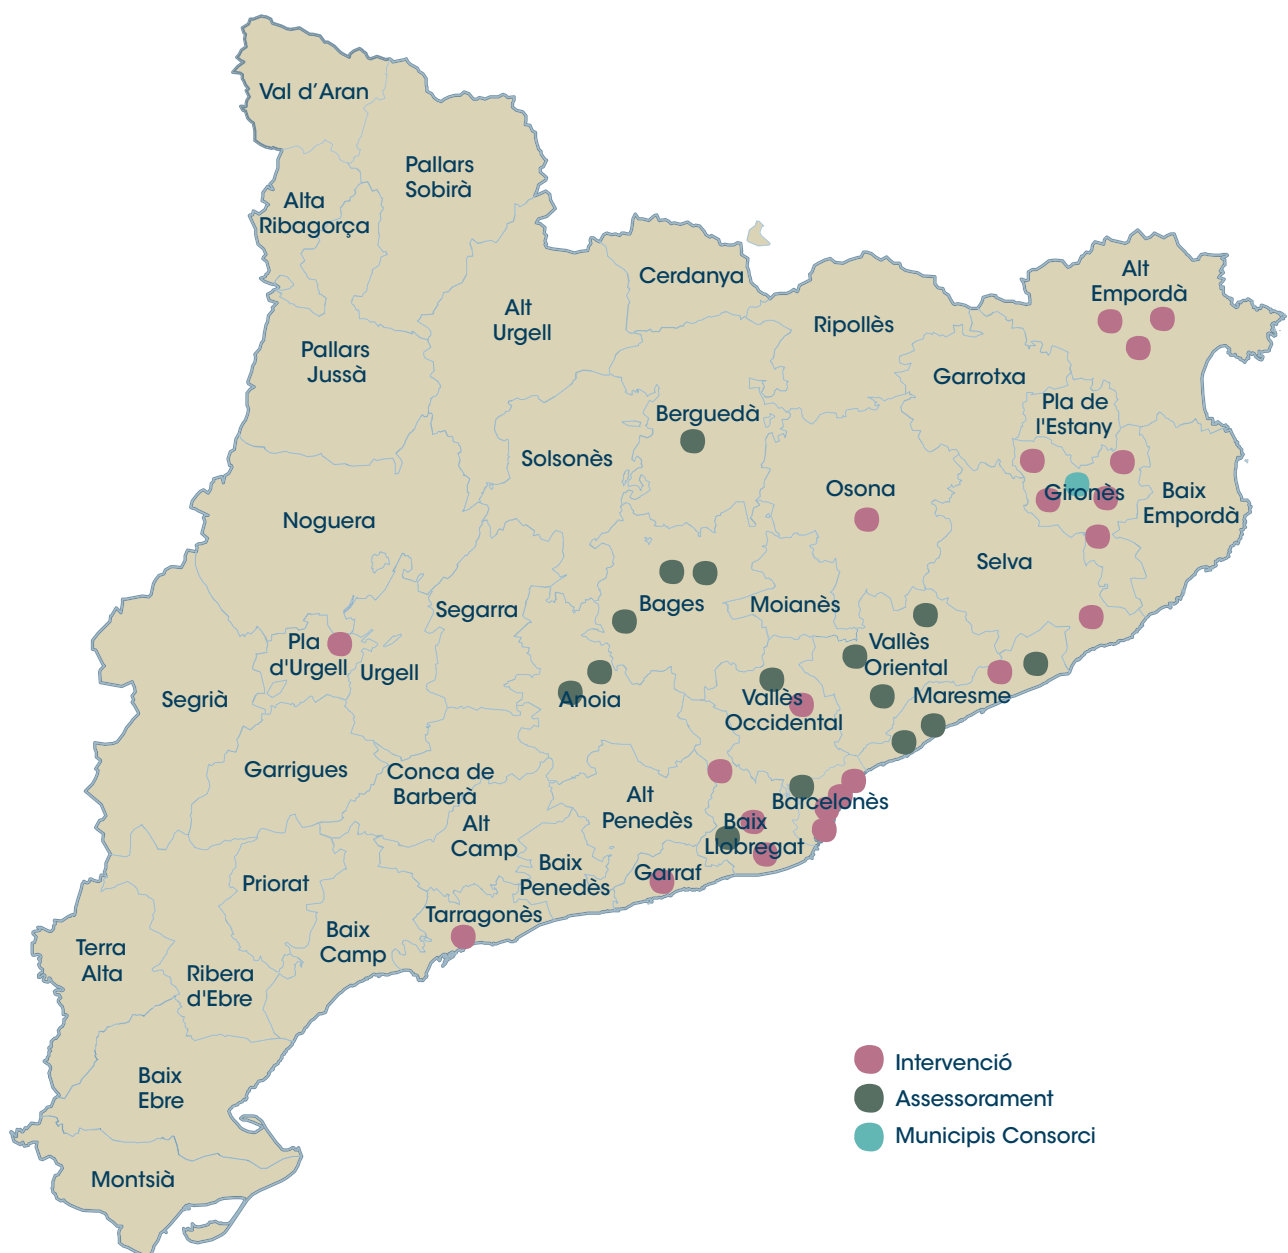 Val d’Aran
Pallars
Sobirà
Alta
Ribagorça
Cerdanya
Alt
Empordà
Alt
Urgell
Ripollès
Pallars
Jussà
Garrotxa
Pla de
l'Estany
Berguedà
Solsonès
Osona
Gironès
Baix
Empordà
Noguera
Selva
Segarra
Bages
Moianès
Pla
d'Urgell
Urgell
Vallès
Oriental
Segrià
Anoia
Vallès
Occidental
Maresme
Garrigues
Conca de
Barberà
Alt
Penedès
Barcelonès
Baix
Llobregat
Alt
Camp
Baix
Penedès
Garraf
Priorat
Tarragonès
Baix
Camp
Terra
Alta
Ribera
d'Ebre
Baix
Ebre
Montsià
Intervenció
Assessorament
Municipis Consorci